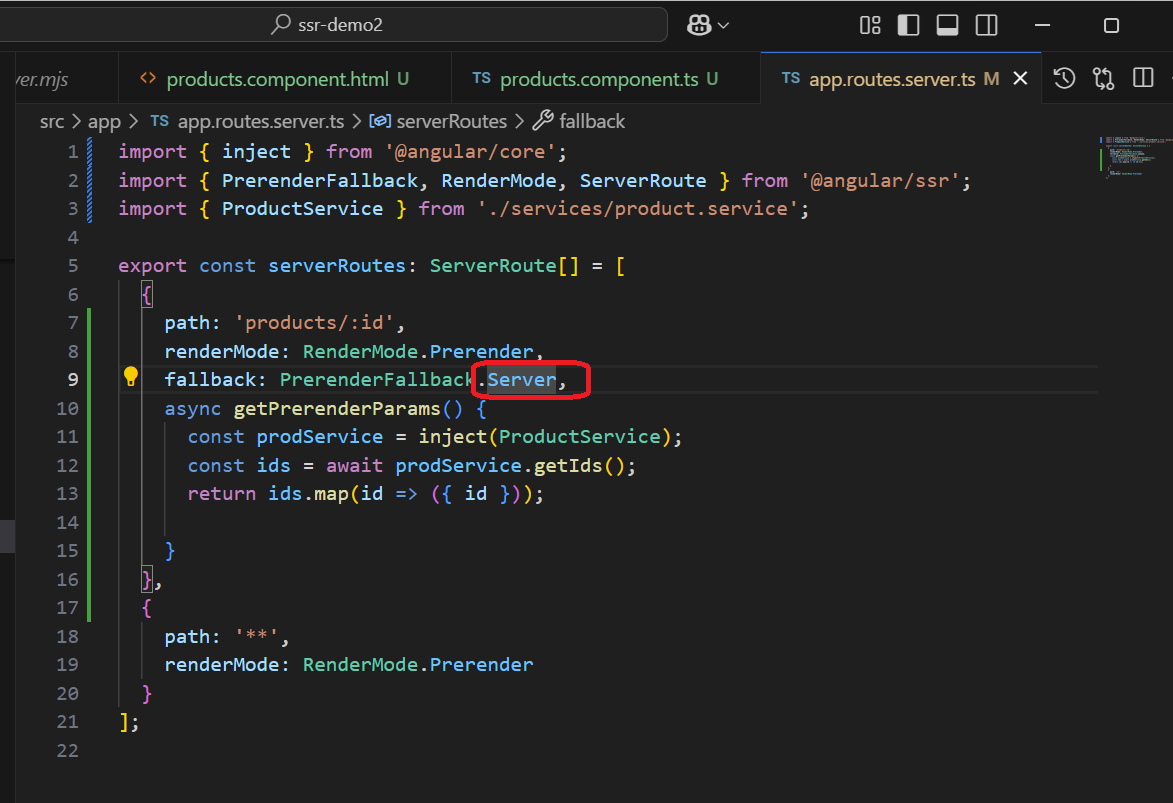 ssr-demo2
ver.mjs
<> products.component.html U
TS products.component.ts U
TS app.routes.server.ts M
src > app > TS app.routes.server.ts > serverRoutes > fallback
1 import { inject } from '@angular/core';
2 import { PrerenderFallback, RenderMode, ServerRoute } from '@angular/ssr';
3 import { ProductService } from './services/product.service';
4
5 export const serverRoutes: ServerRoute[] = [
6   {
7     path: 'products/:id',
8     renderMode: RenderMode.Prerender,
9     fallback: PrerenderFallback.Server,
10     async getPrerenderParams() {
11       const prodService = inject(ProductService);
12       const ids = await prodService.getIds();
13       return ids.map(id => ({ id }));
14
15     }
16   },
17   {
18     path: '**',
19     renderMode: RenderMode.Prerender
20   }
21 ];
22